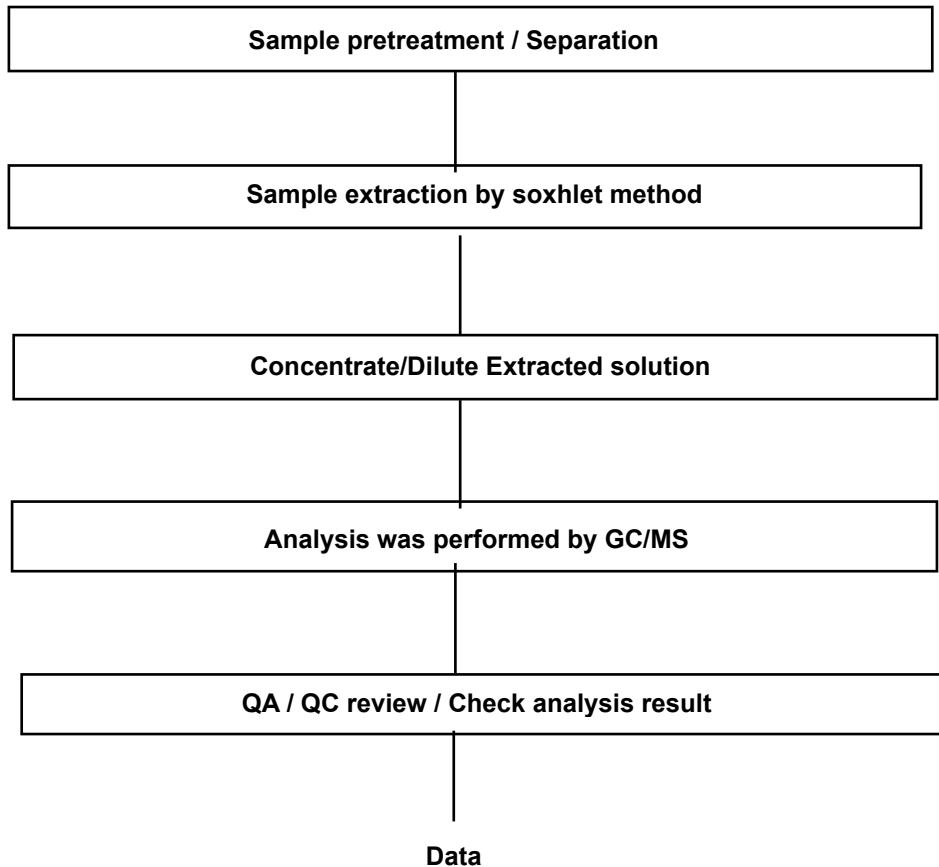 Sample pretreatment / Separation
Sample extraction by soxhlet method
Concentrate/Dilute Extracted solution
Analysis was performed by GC/MS
QA / QC review / Check analysis result
Data